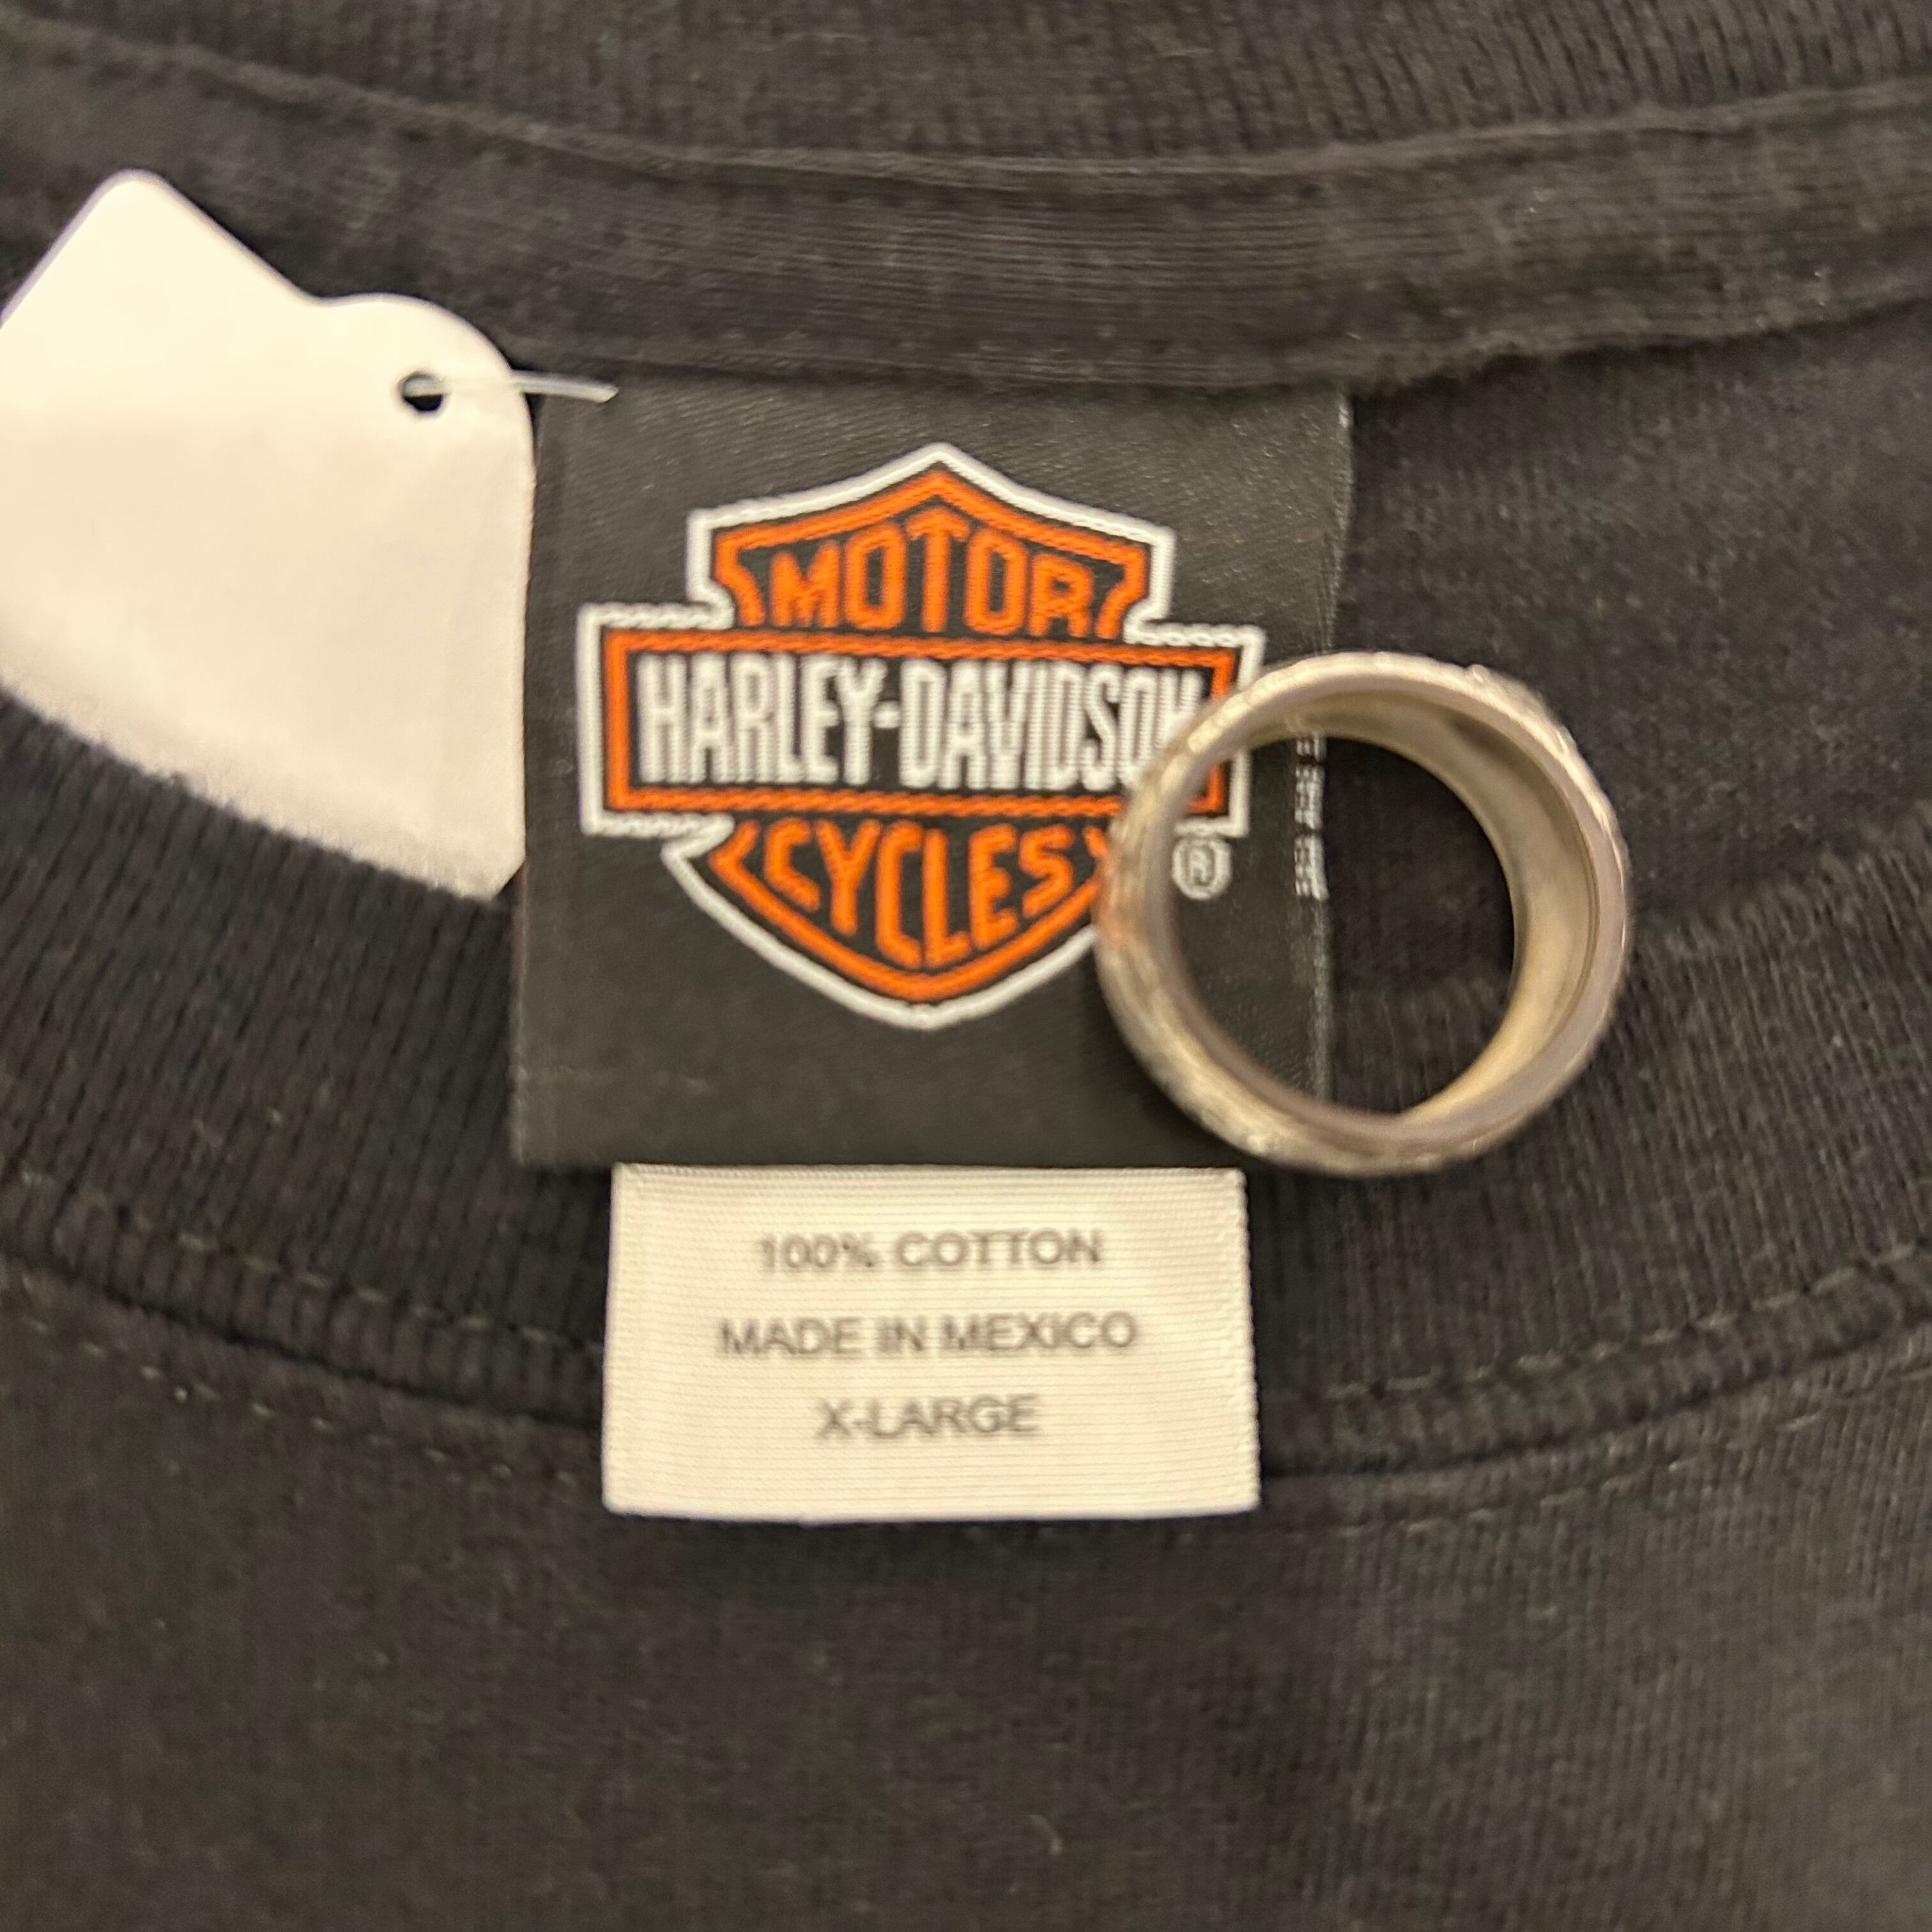 MOTOR
HARLEY-DAVIDSON
CYCLES
®
100% COTTON
MADE IN MEXICO
X-LARGE